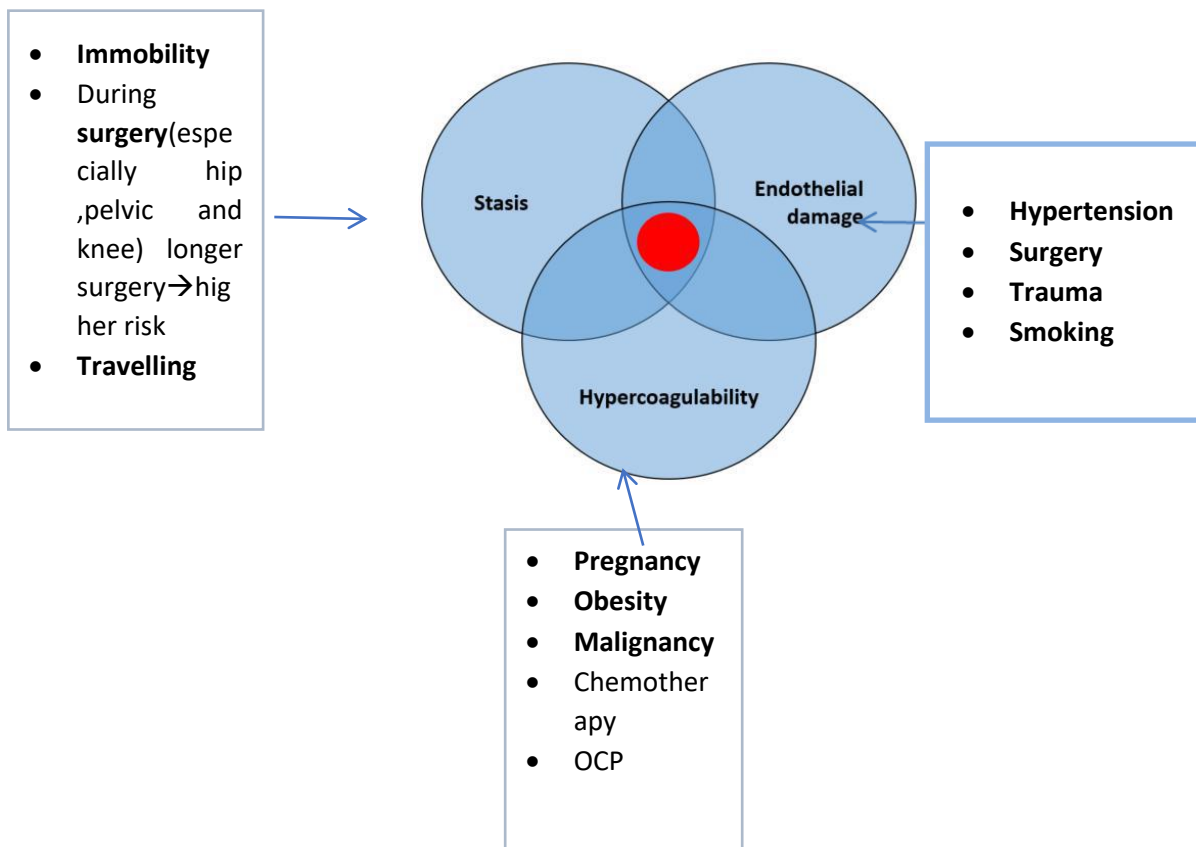 • Immobility
• During
surgery(espe
cially hip
,pelvic and
knee) longer
surgery→hig
her risk
• Travelling
Stasis
Endothelial
damage
Hypercoagulability
• Hypertension
• Surgery
• Trauma
• Smoking
• Pregnancy
• Obesity
• Malignancy
• Chemother
apy
• OCP